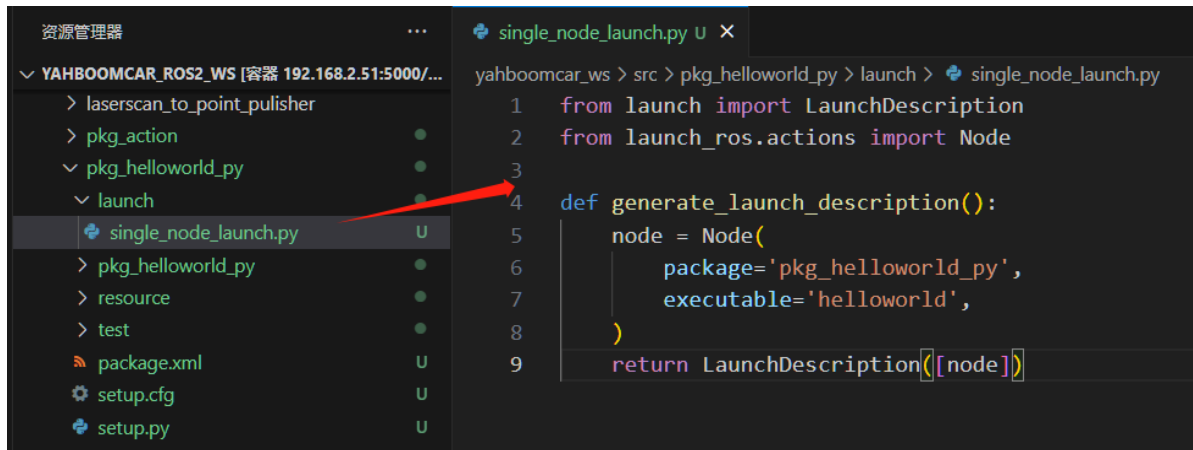 资源管理器 ...
YAHBOOMCAR_ROS2_WS [容器 192.168.2.51:5000/...
laserscan_to_point_pulisher
pkg_action
pkg_helloworld_py
launch
single_node_launch.py U
pkg_helloworld_py
resource
test
package.xml U
setup.cfg U
setup.py U
single_node_launch.py U ×
yahboomcar_ws > src > pkg_helloworld_py > launch > single_node_launch.py
1 from launch import LaunchDescription
2 from launch_ros.actions import Node
3
4 def generate_launch_description():
5     node = Node(
6         package='pkg_helloworld_py',
7         executable='helloworld',
8     )
9     return LaunchDescription([node])